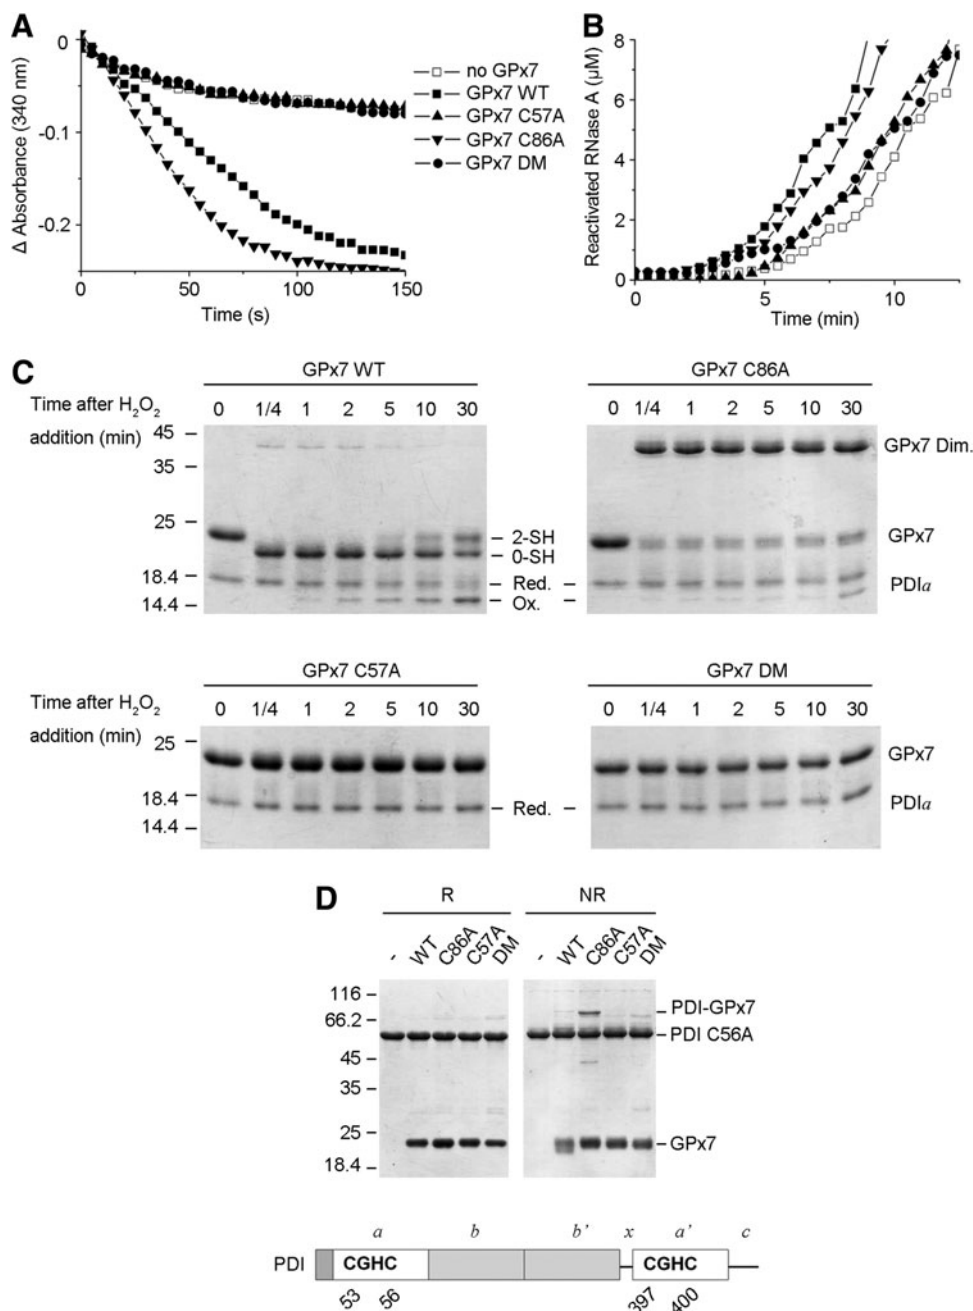 A
B
0
-0.1
-0.2
Δ Absorbance (340 nm)
0 50 100 150
Time (s)
no GPx7
GPx7 WT
GPx7 C57A
GPx7 C86A
GPx7 DM
8
6
4
2
0
Reactivated RNase A (µM)
0 5 10
Time (min)
C
GPx7 WT
GPx7 C86A
Time after H₂O₂
addition (min)
0 1/4 1 2 5 10 30
0 1/4 1 2 5 10 30
45
35
25
18.4
14.4
2-SH
0-SH
Red.
Ox.
GPx7 Dim.
GPx7
PDIa
GPx7 C57A
GPx7 DM
Time after H₂O₂
addition (min)
0 1/4 1 2 5 10 30
0 1/4 1 2 5 10 30
25
18.4
14.4
Red.
GPx7
PDIa
D
R
NR
- WT C86A C57A DM
- WT C86A C57A DM
116
66.2
45
35
25
18.4
PDI-GPx7
PDI C56A
GPx7
a b b' x a' c
PDI CGHC CGHC
53 56 397 400